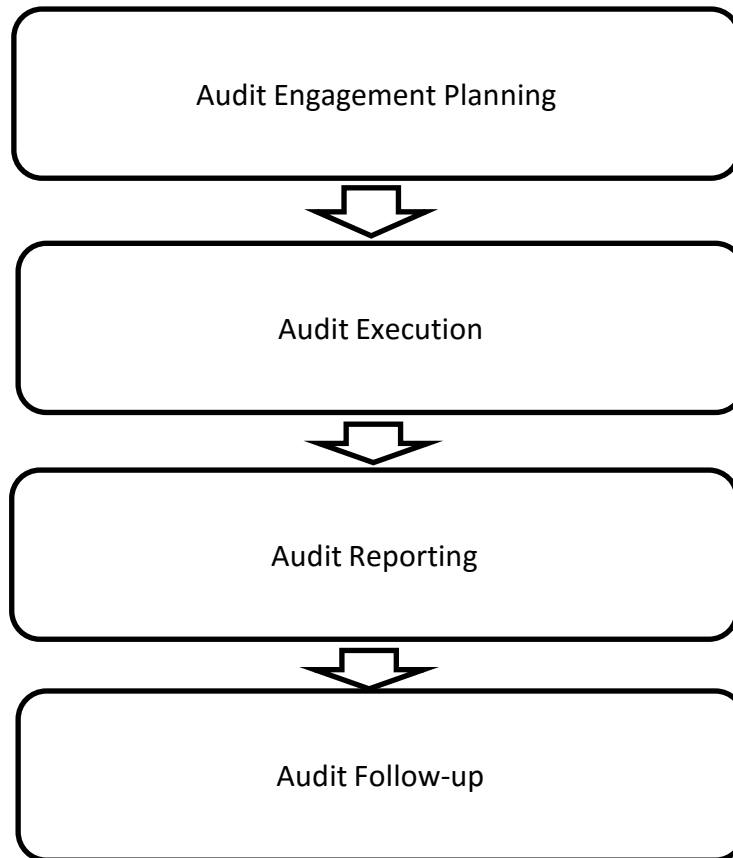 Audit Engagement Planning
Audit Execution
Audit Reporting
Audit Follow-up